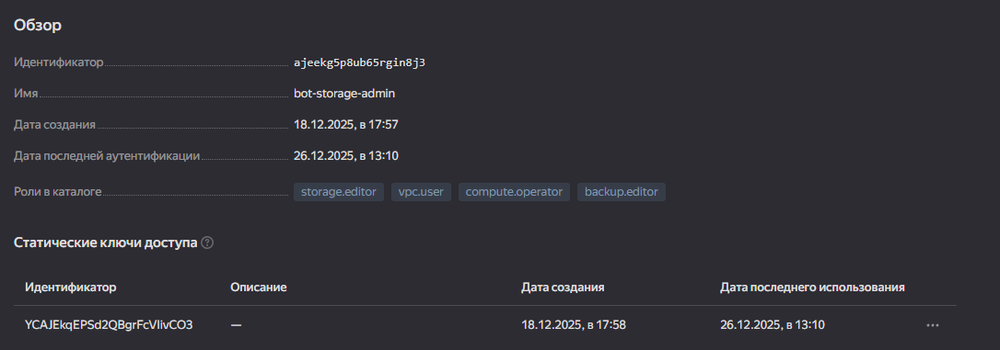 Обзор
Идентификатор ajeekg5p8ub65rgin8j3
Имя bot-storage-admin
Дата создания 18.12.2025, в 17:57
Дата последней аутентификации 26.12.2025, в 13:10
Роли в каталоге storage.editor vpc.user compute.operator backup.editor
Статические ключи доступа ?
Идентификатор Описание Дата создания Дата последнего использования
YCAJEkqEPSd2QBgrFcVIivCO3 — 18.12.2025, в 17:58 26.12.2025, в 13:10 ···